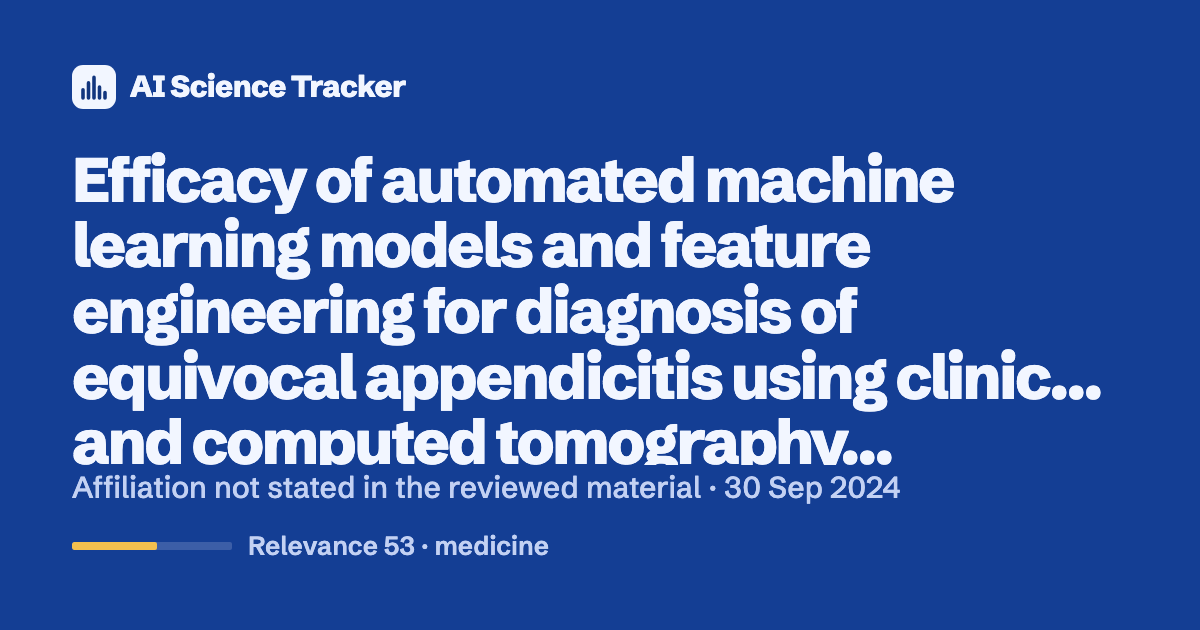 AI Science Tracker
Efficacy of automated machine
learning models and feature
engineering for diagnosis of
equivocal appendicitis using clinic...
and computed tomography...
Affiliation not stated in the reviewed material · 30 Sep 2024
Relevance 53 · medicine